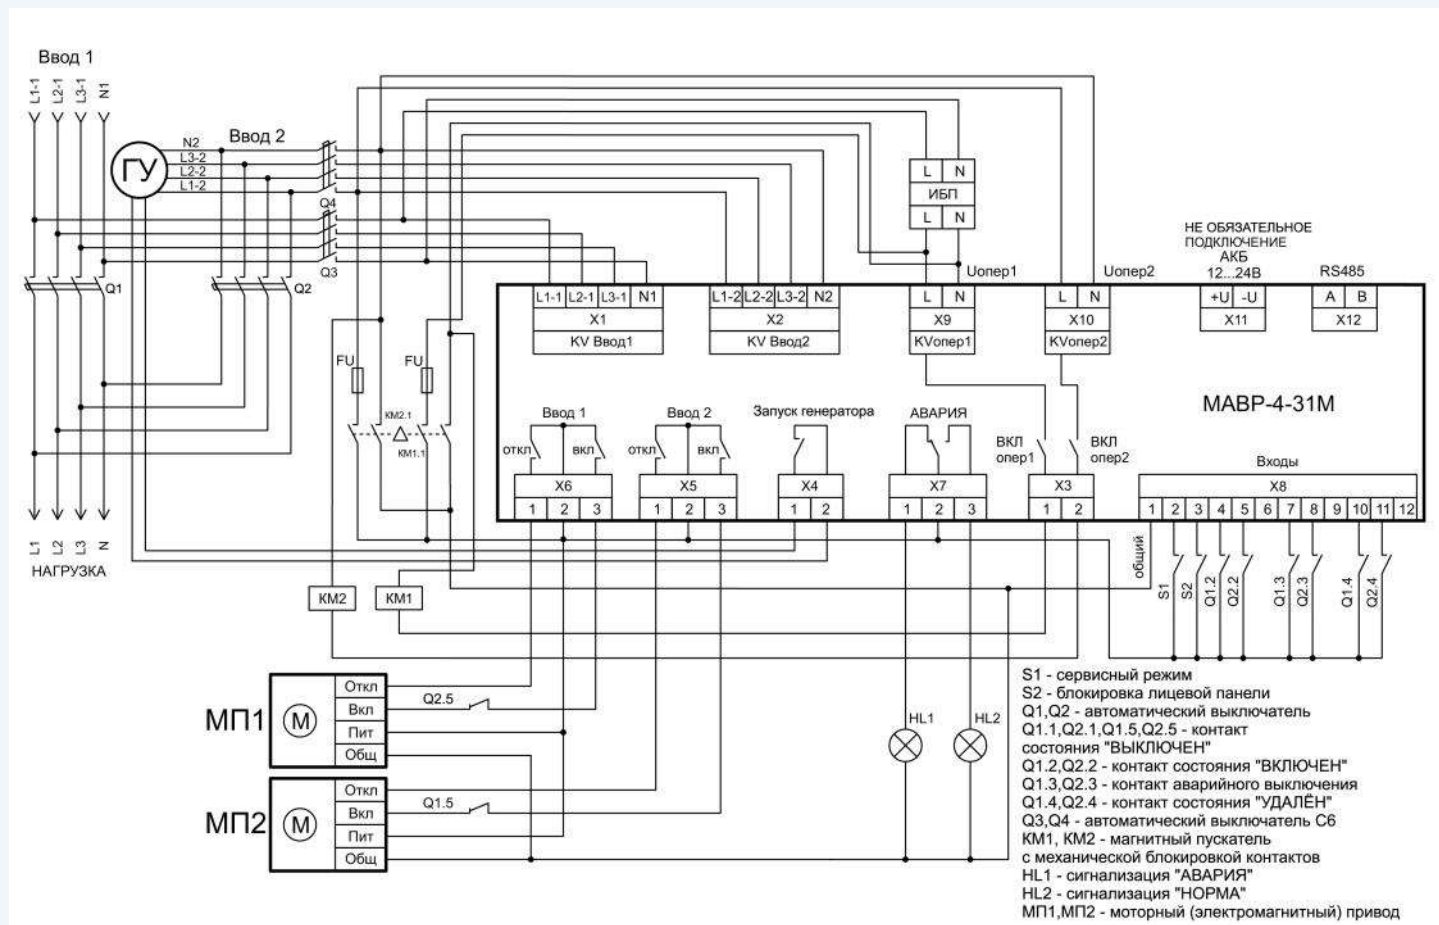 Ввод 1
L1-1
L2-1
L3-1
N1
ГУ
N2
L3-2
L2-2
L1-2
Ввод 2
Q4
Q3
Q1
Q2
L
N
ИБП
L
N
НЕ ОБЯЗАТЕЛЬНОЕ
ПОДКЛЮЧЕНИЕ
АКБ
12...24В
RS485
Uопер1
Uопер2
L1-1 L2-1 L3-1 N1
X1
KV Ввод1
L1-2 L2-2 L3-2 N2
X2
KV Ввод2
L N
X9
KVопер1
L N
X10
KVопер2
+U -U
X11
A B
X12
МАВР-4-31М
FU
FU
КМ2.1
КМ1.1
Ввод 1
откл
вкл
X6
1 2 3
Ввод 2
откл
вкл
X5
1 2 3
Запуск генератора
X4
1 2
АВАРИЯ
X7
1 2 3
ВКЛ
опер1
ВКЛ
опер2
X3
1 2
Входы
X8
1 2 3 4 5 6 7 8 9 10 11 12
L1
L2
L3
N
НАГРУЗКА
КМ2
КМ1
общий
S1
S2
Q1.2
Q2.2
Q1.3
Q2.3
Q1.4
Q2.4
МП1
М
Откл
Вкл
Пит
Общ
Q2.5
МП2
М
Откл
Вкл
Пит
Общ
Q1.5
HL1
HL2
S1 - сервисный режим
S2 - блокировка лицевой панели
Q1,Q2 - автоматический выключатель
Q1.1,Q2.1,Q1.5,Q2.5 - контакт
состояния "ВЫКЛЮЧЕН"
Q1.2,Q2.2 - контакт состояния "ВКЛЮЧЕН"
Q1.3,Q2.3 - контакт аварийного выключения
Q1.4,Q2.4 - контакт состояния "УДАЛЁН"
Q3,Q4 - автоматический выключатель С6
КМ1, КМ2 - магнитный пускатель
с механической блокировкой контактов
HL1 - сигнализация "АВАРИЯ"
HL2 - сигнализация "НОРМА"
МП1,МП2 - моторный (электромагнитный) привод